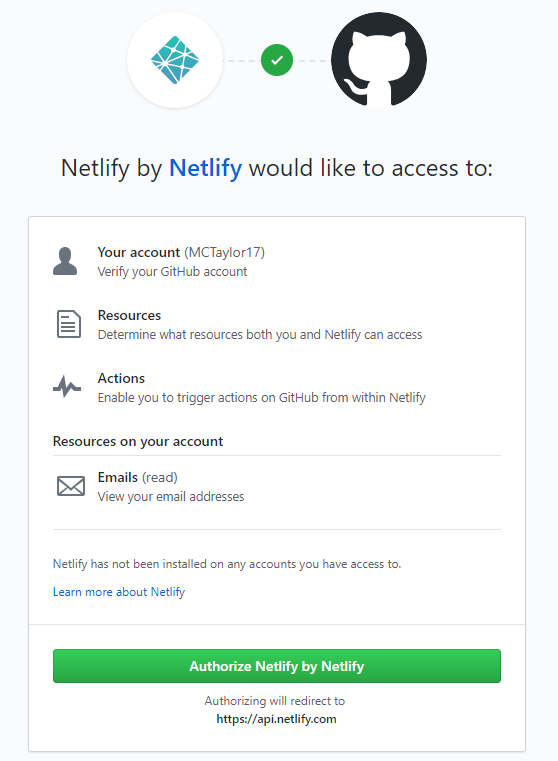 Netlify by Netlify would like to access to:
Your account (MCTaylor17)
Verify your GitHub account
Resources
Determine what resources both you and Netlify can access
Actions
Enable you to trigger actions on GitHub from within Netlify
Resources on your account
Emails (read)
View your email addresses
Netlify has not been installed on any accounts you have access to.
Learn more about Netlify
Authorize Netlify by Netlify
Authorizing will redirect to
https://api.netlify.com